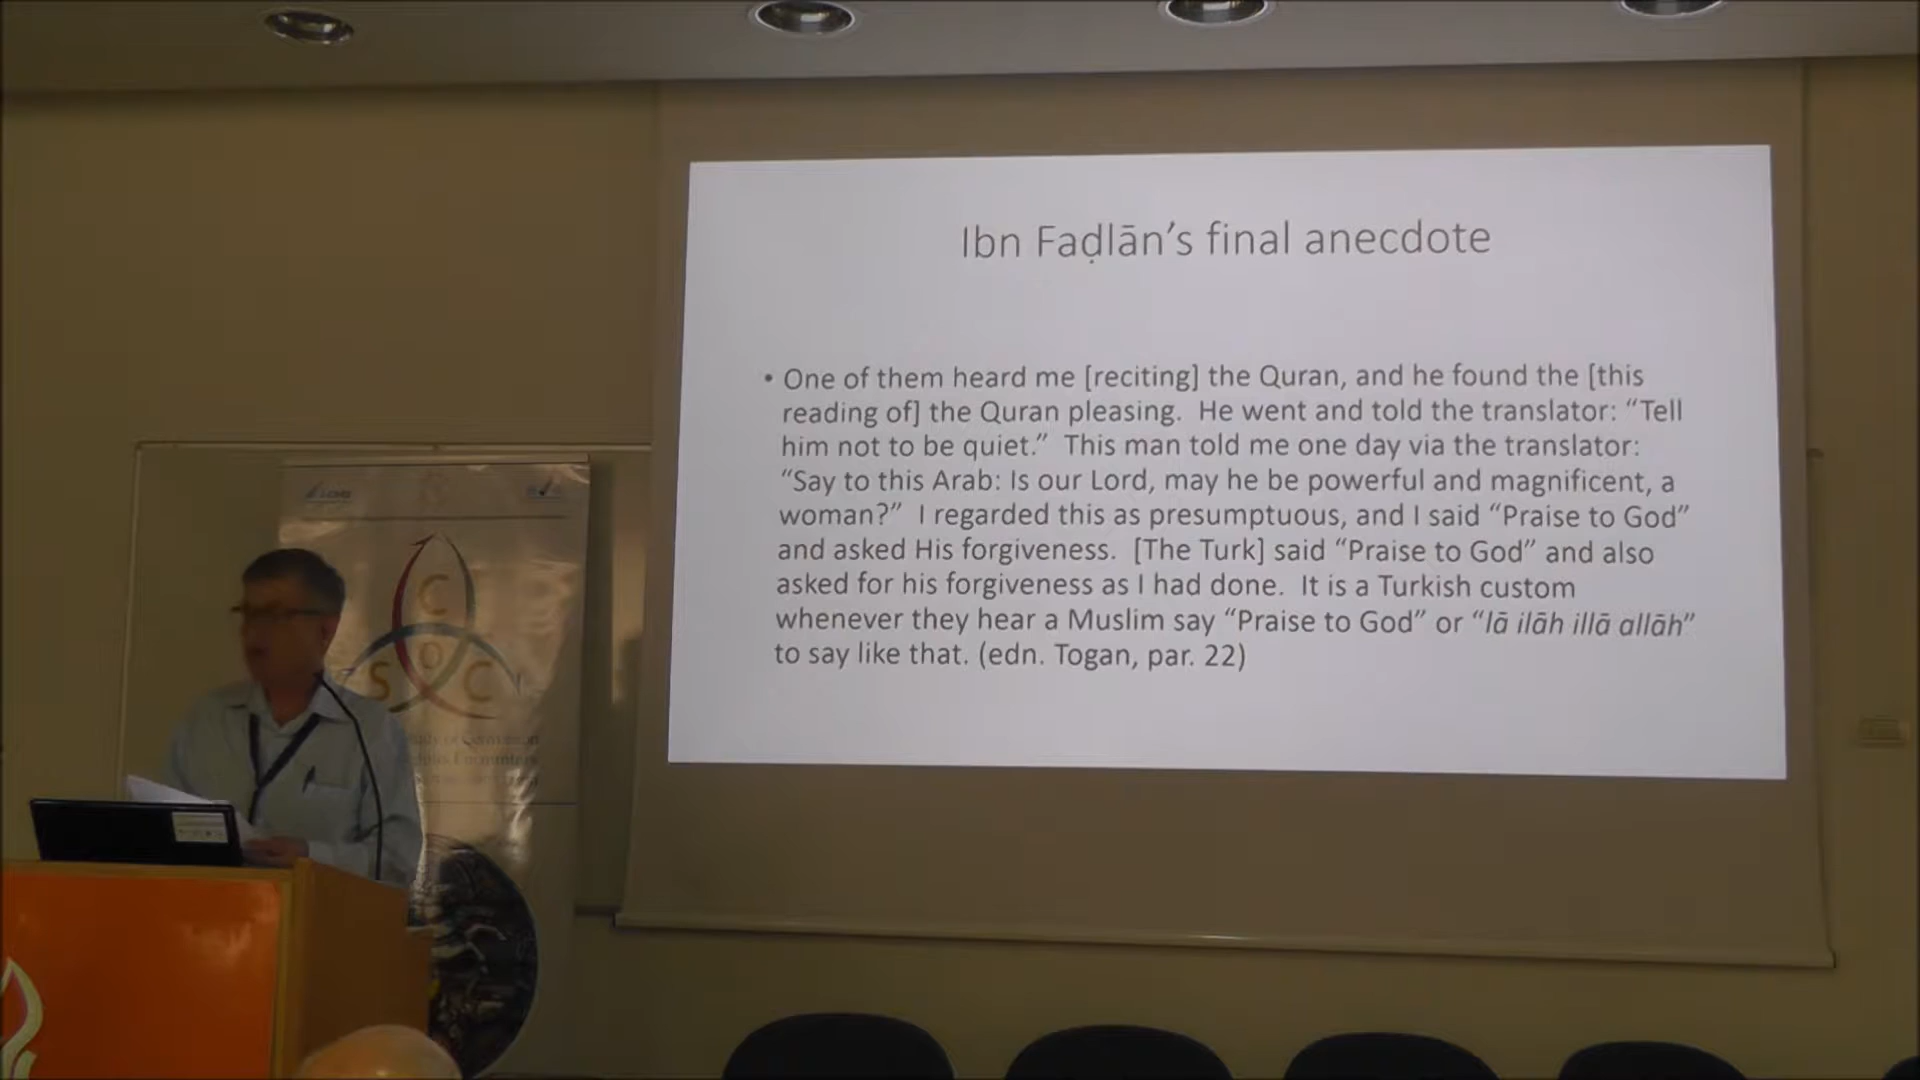 Ibn Faḍlān’s final anecdote
• One of them heard me [reciting] the Quran, and he found the [this
reading of] the Quran pleasing. He went and told the translator: “Tell
him not to be quiet.” This man told me one day via the translator:
“Say to this Arab: Is our Lord, may he be powerful and magnificent, a
woman?” I regarded this as presumptuous, and I said “Praise to God”
and asked His forgiveness. [The Turk] said “Praise to God” and also
asked for his forgiveness as I had done. It is a Turkish custom
whenever they hear a Muslim say “Praise to God” or “lā ilāh illā allāh”
to say like that. (edn. Togan, par. 22)
C
S O C